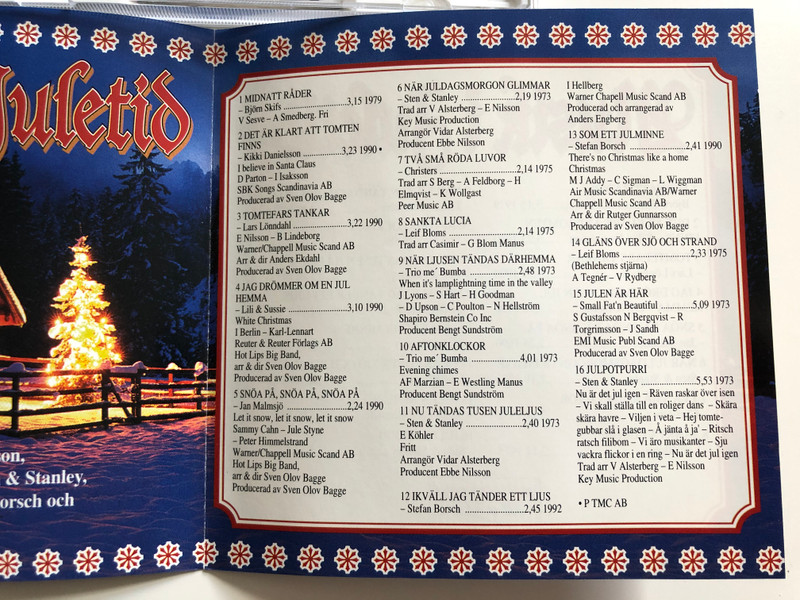 Juletid
son,
& Stanley,
orsch och
1 MIDNATT RÅDER
– Björn Skifs ........................3,15 1979
V Sesve – A Smedberg. Fri
2 DET ÄR KLART ATT TOMTEN
FINNS
– Kikki Danielsson ................3,23 1990 •
I believe in Santa Claus
D Parton – I Isaksson
SBK Songs Scandinavia AB
Producerad av Sven Olov Bagge
3 TOMTEFARS TANKAR
– Lars Lönndahl ...................3,22 1990
E Nilsson – B Lindeborg
Warner/Chappell Music Scand AB
Arr & dir Anders Ekdahl
Producerad av Sven Olov Bagge
4 JAG DRÖMMER OM EN JUL
HEMMA
– Lili & Sussie ......................3,10 1990
White Christmas
I Berlin – Karl-Lennart
Reuter & Reuter Förlags AB
Hot Lips Big Band,
arr & dir Sven Olov Bagge
Producerad av Sven Olov Bagge
5 SNÖA PÅ, SNÖA PÅ, SNÖA PÅ
– Jan Malmsjö ......................2,24 1990
Let it snow, let it snow, let it snow
Sammy Cahn – Jule Styne
– Peter Himmelstrand
Warner/Chappell Music Scand AB
Hot Lips Big Band,
arr & dir Sven Olov Bagge
Producerad av Sven Olov Bagge
6 NÄR JULDAGSMORGON GLIMMAR
– Sten & Stanley ...................2,19 1973
Trad arr V Alsterberg – E Nilsson
Key Music Production
Arrangör Vidar Alsterberg
Producent Ebbe Nilsson
7 TVÅ SMÅ RÖDA LUVOR
– Christers ............................2,14 1975
Trad arr S Berg – A Feldborg – H
Elmqvist – K Wollgast
Peer Music AB
8 SANKTA LUCIA
– Leif Bloms .........................2,14 1975
Trad arr Casimir – G Blom Manus
9 NÄR LJUSEN TÄNDAS DÄRHEMMA
– Trio me´ Bumba ................2,48 1973
When it's lamplightning time in the valley
J Lyons – S Hart – H Goodman
– D Upson – C Poulton – N Hellström
Shapiro Bernstein Co Inc
Producent Bengt Sundström
10 AFTONKLOCKOR
– Trio me´ Bumba ................4,01 1973
Evening chimes
AF Marzian – E Westling Manus
Producent Bengt Sundström
11 NU TÄNDAS TUSEN JULELJUS
– Sten & Stanley ...................2,40 1973
E Köhler
Fritt
Arrangör Vidar Alsterberg
Producent Ebbe Nilsson
12 IKVÄLL JAG TÄNDER ETT LJUS
– Stefan Borsch .....................2,45 1992
I Hellberg
Warner Chapell Music Scand AB
Producerad och arrangerad av
Anders Engberg
13 SOM ETT JULMINNE
– Stefan Borsch .....................2,41 1990
There's no Christmas like a home
Christmas
M J Addy – C Sigman – L Wiggman
Air Music Scandinavia AB/Warner
Chappell Music Scand AB
Arr & dir Rutger Gunnarsson
Producerad av Sven Olov Bagge
14 GLÄNS ÖVER SJÖ OCH STRAND
– Leif Bloms .........................2,33 1975
(Bethlehems stjärna)
A Tegnér – V Rydberg
15 JULEN ÄR HÄR
– Small Fat'n Beautiful ..........5,09 1973
S Gustafsson N Bergqvist – R
Torgrimsson – J Sandh
EMI Music Publ Scand AB
Producerad av Sven Olov Bagge
16 JULPOTPURRI
– Sten & Stanley ...................5,53 1973
Nu är det jul igen – Räven raskar över isen
– Vi skall ställa till en roliger dans – Skära
skära havre – Viljen i veta – Hej tomte-
gubbar slå i glasen – Å jänta å ja' – Ritsch
ratsch filibom – Vi äro musikanter – Sju
vackra flickor i en ring – Nu är det jul igen
Trad arr V Alsterberg – E Nilsson
Key Music Production
• P TMC AB